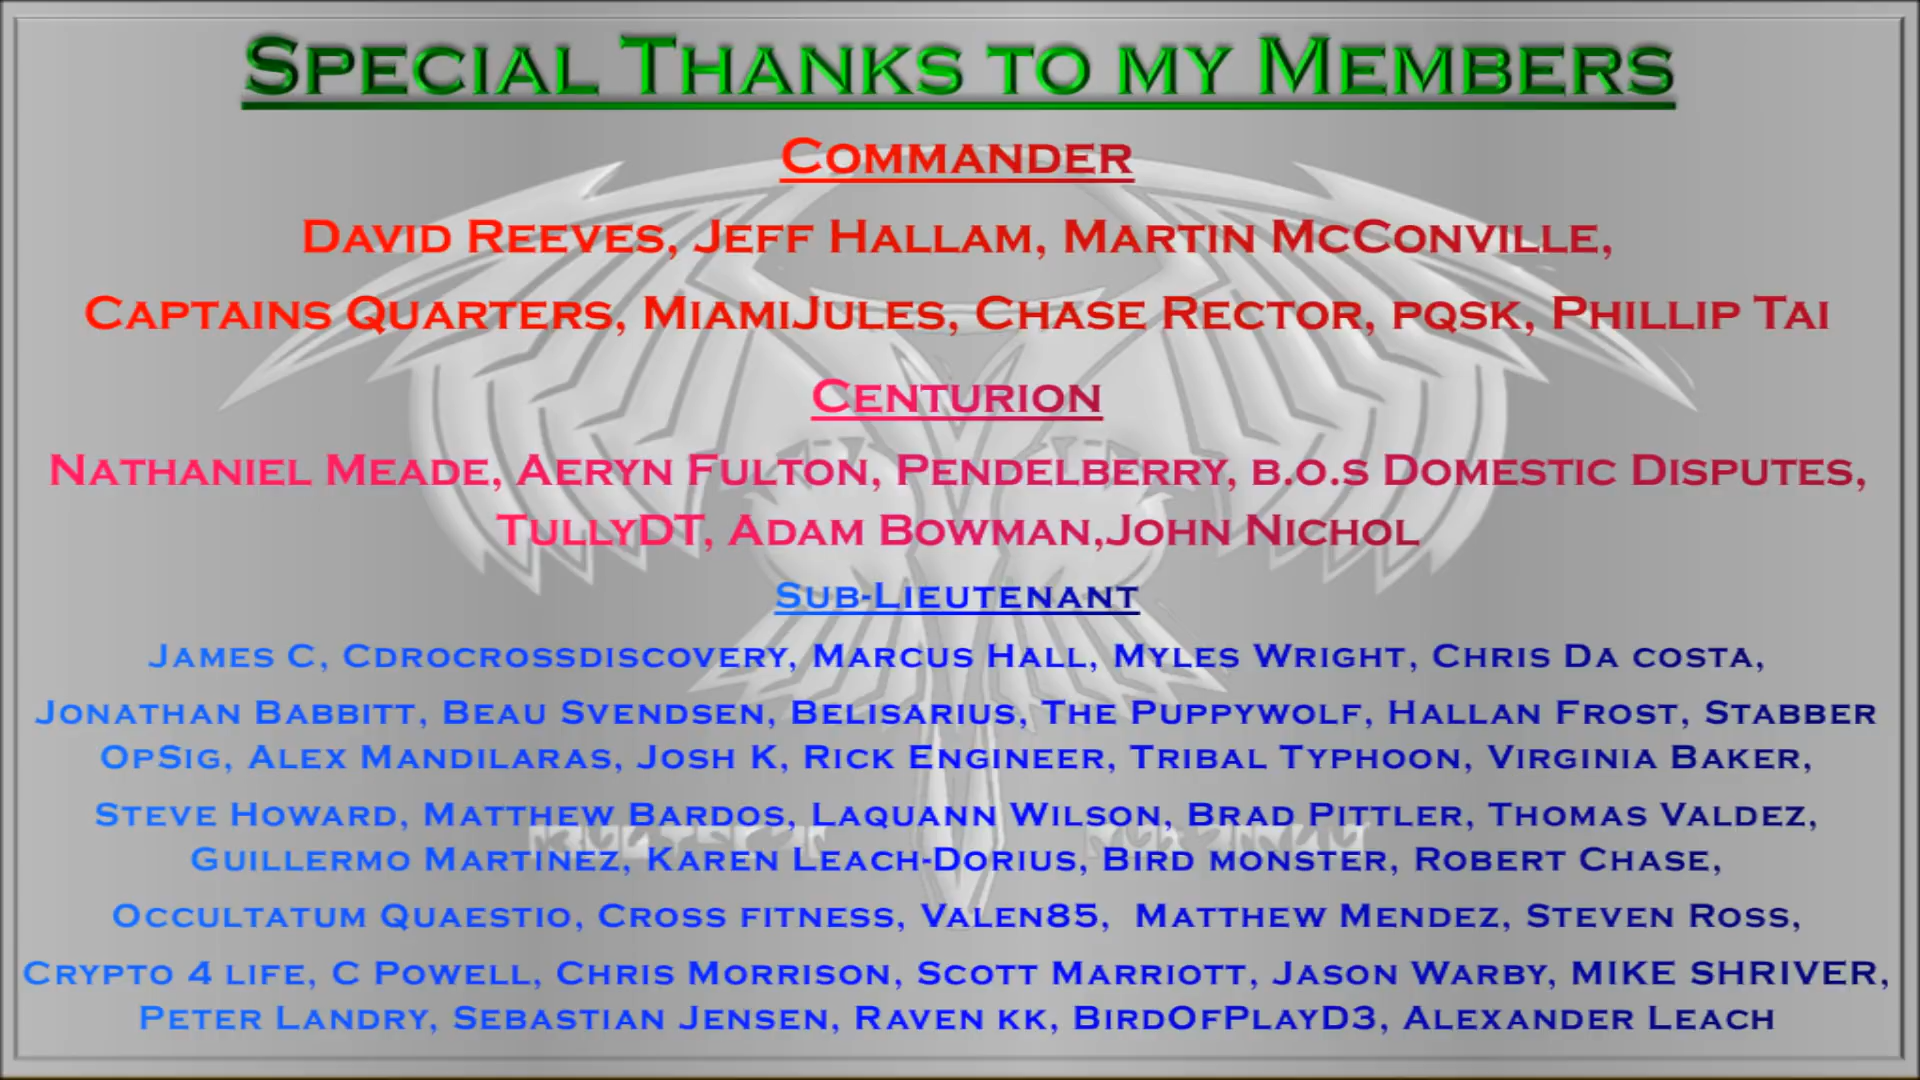 Special Thanks to my Members
Commander
David Reeves, Jeff Hallam, Martin McConville,
Captains Quarters, MiamiJules, Chase Rector, pqsk, Phillip Tai
Centurion
Nathaniel Meade, Aeryn Fulton, Pendelberry, b.o.s Domestic Disputes,
TullyDT, Adam Bowman,John Nichol
Sub-Lieutenant
James C, Cdrocrossdiscovery, Marcus Hall, Myles Wright, Chris Da costa,
Jonathan Babbitt, Beau Svendsen, Belisarius, The Puppywolf, Hallan Frost, Stabber
OpSig, Alex Mandilaras, Josh K, Rick Engineer, Tribal Typhoon, Virginia Baker,
Steve Howard, Matthew Bardos, Laquann Wilson, Brad Pittler, Thomas Valdez,
Guillermo Martinez, Karen Leach-Dorius, Bird monster, Robert Chase,
Occultatum Quaestio, Cross fitness, Valen85, Matthew Mendez, Steven Ross,
Crypto 4 life, C Powell, Chris Morrison, Scott Marriott, Jason Warby, MIKE SHRIVER,
Peter Landry, Sebastian Jensen, Raven kk, BirdOfPlayD3, Alexander Leach